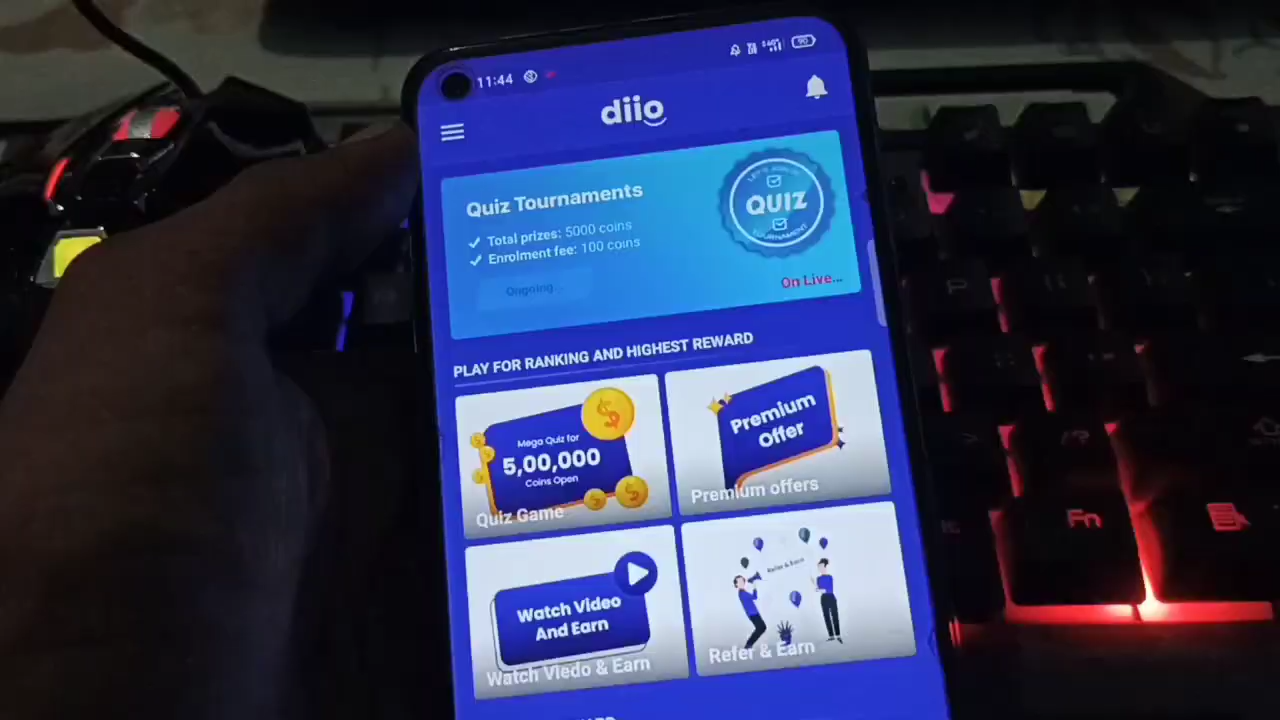 11:44
90
diio
Quiz Tournaments
Total prizes: 5000 coins
Enrolment fee: 100 coins
Ongoing...
QUIZ
TOURNAMENT
On Live...
PLAY FOR RANKING AND HIGHEST REWARD
Mega Quiz for
5,00,000
Coins Open
Quiz Game
Premium
Offer
Premium offers
Watch Video
And Earn
Watch Viedo & Earn
Refer & Earn
Refer & Earn
P
Fn